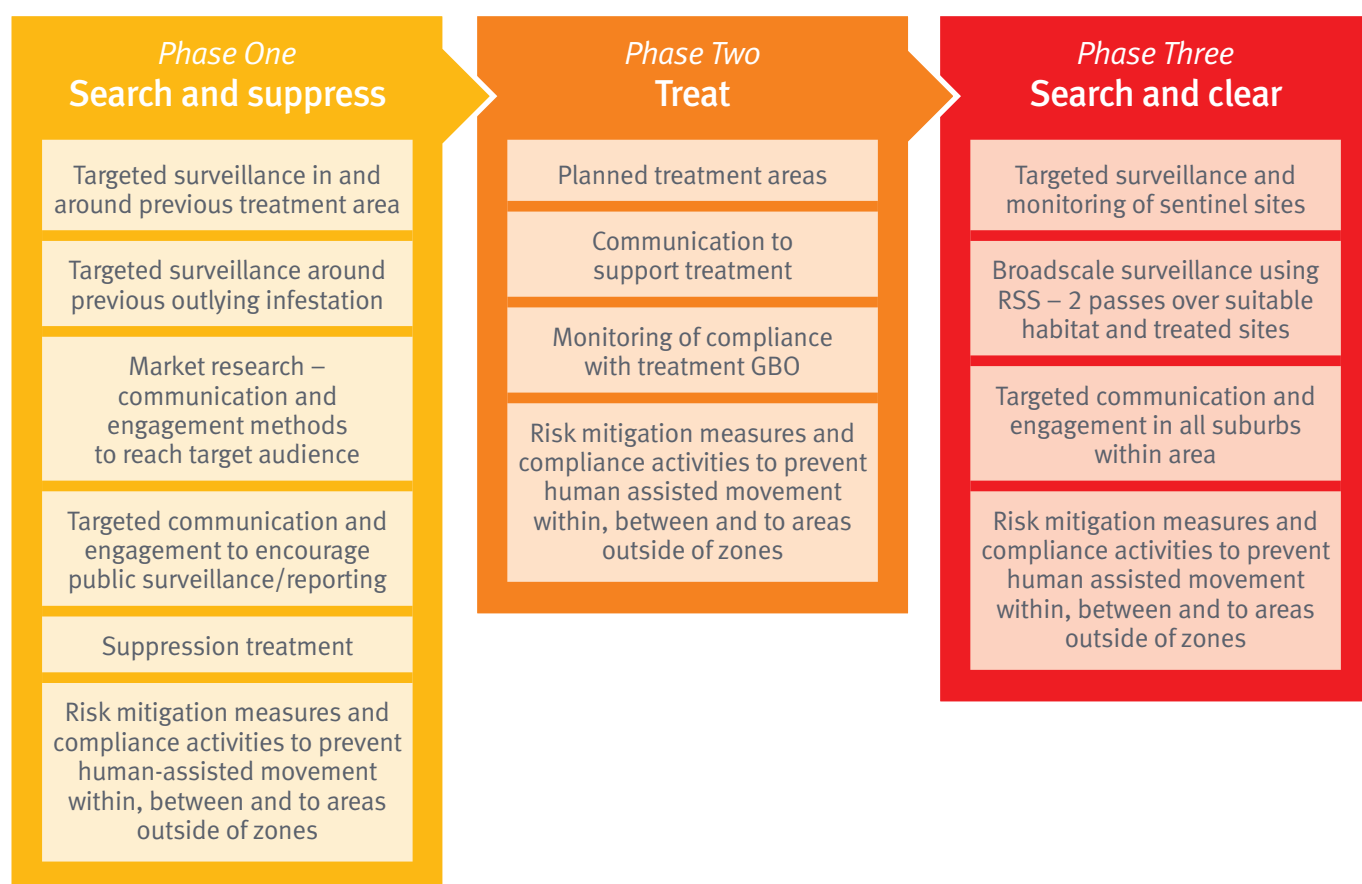 Phase One
Search and suppress
Targeted surveillance in and
around previous treatment area
Targeted surveillance around
previous outlying infestation
Market research –
communication and
engagement methods
to reach target audience
Targeted communication and
engagement to encourage
public surveillance/reporting
Suppression treatment
Risk mitigation measures and
compliance activities to prevent
human-assisted movement
within, between and to areas
outside of zones
Phase Two
Treat
Planned treatment areas
Communication to
support treatment
Monitoring of compliance
with treatment GBO
Risk mitigation measures and
compliance activities to prevent
human assisted movement
within, between and to areas
outside of zones
Phase Three
Search and clear
Targeted surveillance and
monitoring of sentinel sites
Broadscale surveillance using
RSS – 2 passes over suitable
habitat and treated sites
Targeted communication and
engagement in all suburbs
within area
Risk mitigation measures and
compliance activities to prevent
human assisted movement
within, between and to areas
outside of zones